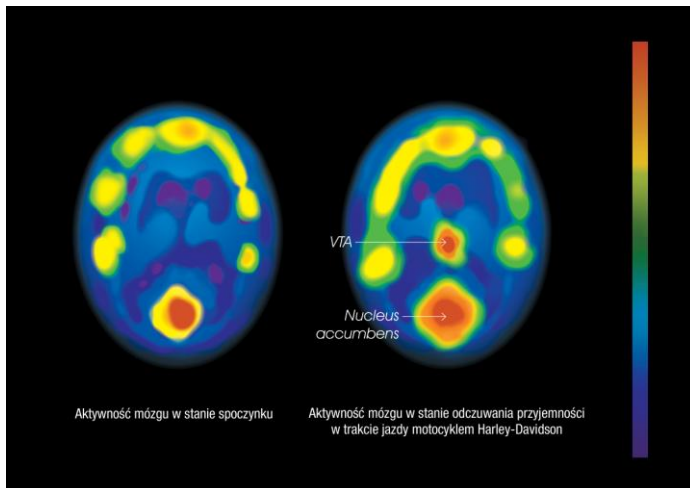 VTA
Nucleus
accumbens
Aktywność mózgu w stanie spoczynku
Aktywność mózgu w stanie odczuwania przyjemności
w trakcie jazdy motocyklem Harley-Davidson